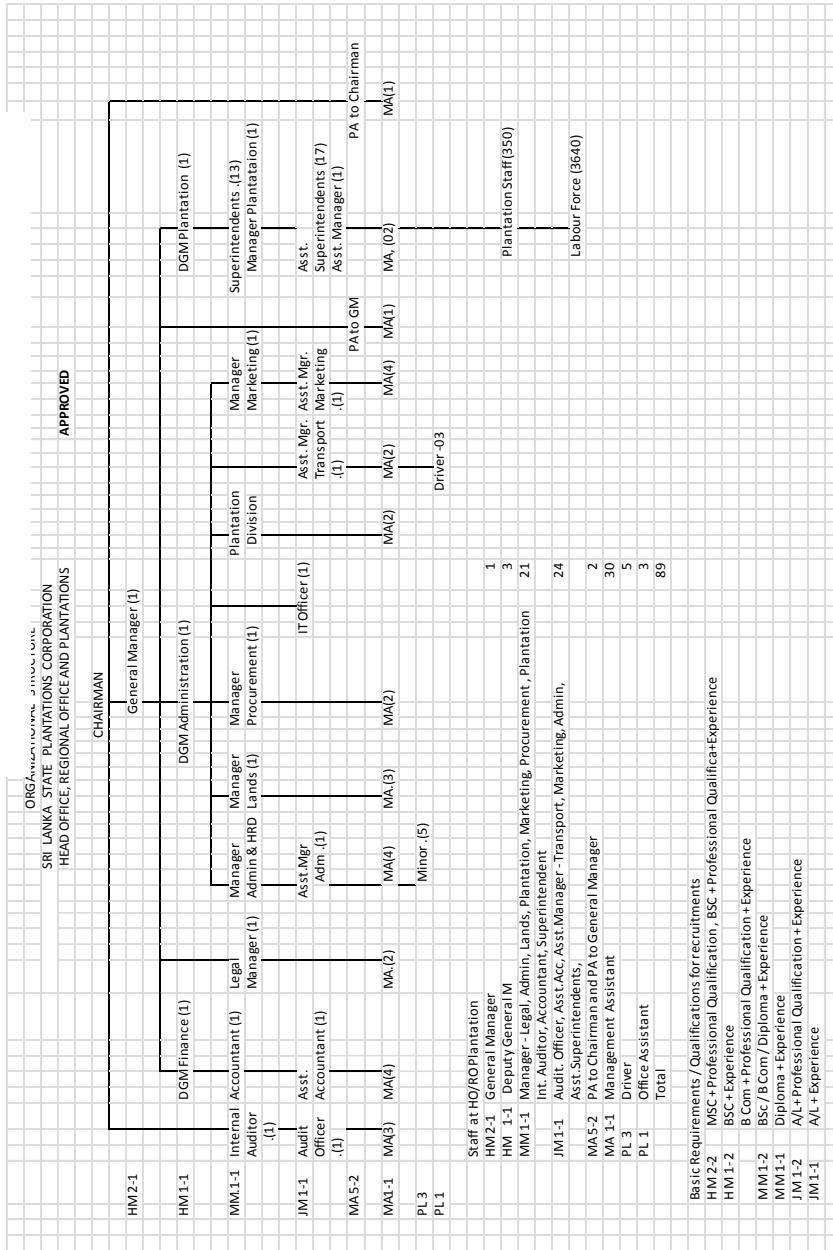 ORGANIZATIONAL STRUCTURE
SRI LANKA STATE PLANTATIONS CORPORATION
HEAD OFFICE, REGIONAL OFFICE AND PLANTATIONS
APPROVED
CHAIRMAN
HM 2-1
General Manager (1)
HM 1-1
DGM Finance (1)
DGM Administration (1)
DGM Plantation (1)
MM.1-1
Internal
Auditor
.(1)
Accountant (1)
Legal
Manager (1)
Manager
Admin & HRD
Manager
Lands (1)
Manager
Procurement (1)
Plantation
Division
Manager
Marketing (1)
Superintendents .(13)
Manager Plantataion (1)
JM 1-1
Audit
Officer
.(1)
Asst.
Accountant (1)
Asst.Mgr
Adm .(1)
IT Officer (1)
Asst. Mgr.
Transport
.(1)
Asst. Mgr.
Marketing
.(1)
Asst.
Superintendents (17)
Asst. Manager (1)
MA 5-2
PA to GM
PA to Chairman
MA1-1
MA(3)
MA(4)
MA.(2)
MA(4)
MA.(3)
MA(2)
MA(2)
MA(2)
MA(4)
MA(1)
MA, (02)
MA(1)
PL 3
PL 1
Minor .(5)
Driver -03
Plantation Staff (350)
Labour Force (3640)
Staff at HO/RO Plantation
HM 2-1 General Manager 1
HM 1-1 Deputy General M 3
MM 1-1 Manager - Legal, Admin, Lands, Plantation, Marketing, Procurement , Plantation 21
Int. Auditor, Accountant, Superintendent
JM 1-1 Audit. Officer, Asst.Acc, Asst.Manager - Transport, Marketing, Admin, 24
Asst.Superintendents,
MA 5-2 PA to Chairman and PA to General Manager 2
MA 1-1 Management Assistant 30
PL 3 Driver 5
PL 1 Office Assistant 3
Total 89
Basic Requirements / Qualifications for recruitments
HM 2-2 MSC + Professional Qualification , BSC + Professional Qualifica+Experience
HM 1-2 BSC + Experience
B Com + Professional Qualification + Experience
MM 1-2 BSc / B Com / Diploma + Experience
MM 1-1 Diploma + Experience
J M 1-2 A/L + Professional Qualification + Experience
JM 1-1 A/L + Experience